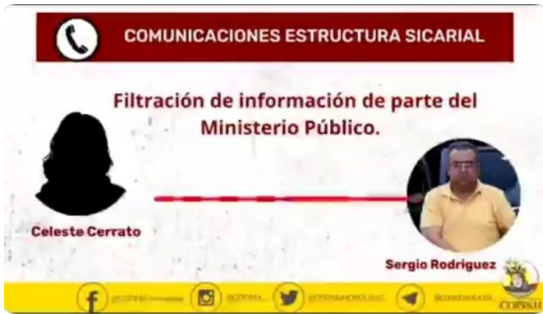 COMUNICACIONES ESTRUCTURA SICARIAL
Filtración de información de parte del
Ministerio Público.
Celeste Cerrato
Sergio Rodriguez
COPINH